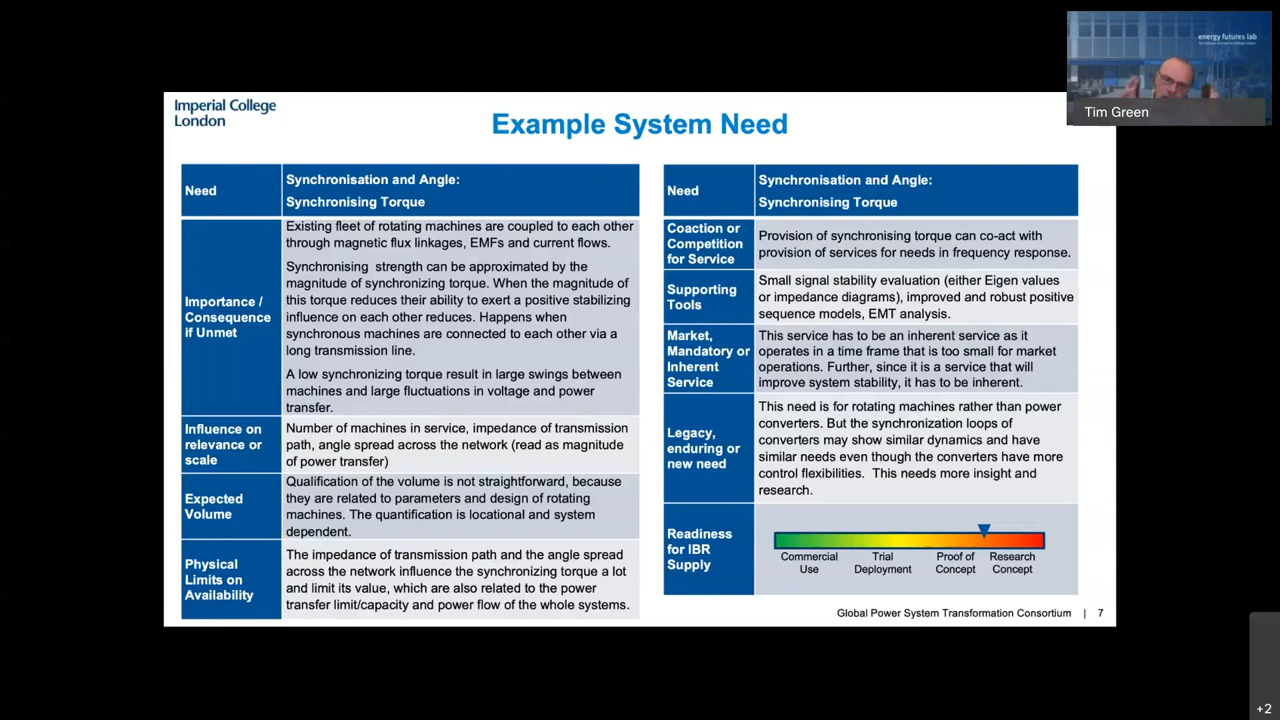 energy futures lab
Tim Green
Imperial College
London
Example System Need
Need
Synchronisation and Angle:
Synchronising Torque
Importance /
Consequence
if Unmet
Existing fleet of rotating machines are coupled to each other
through magnetic flux linkages, EMFs and current flows.
Synchronising strength can be approximated by the
magnitude of synchronizing torque. When the magnitude of
this torque reduces their ability to exert a positive stabilizing
influence on each other reduces. Happens when
synchronous machines are connected to each other via a
long transmission line.
A low synchronizing torque result in large swings between
machines and large fluctuations in voltage and power
transfer.
Influence on
relevance or
scale
Number of machines in service, impedance of transmission
path, angle spread across the network (read as magnitude
of power transfer)
Expected
Volume
Qualification of the volume is not straightforward, because
they are related to parameters and design of rotating
machines. The quantification is locational and system
dependent.
Physical
Limits on
Availability
The impedance of transmission path and the angle spread
across the network influence the synchronizing torque a lot
and limit its value, which are also related to the power
transfer limit/capacity and power flow of the whole systems.
Need
Synchronisation and Angle:
Synchronising Torque
Coaction or
Competition
for Service
Provision of synchronising torque can co-act with
provision of services for needs in frequency response.
Supporting
Tools
Small signal stability evaluation (either Eigen values
or impedance diagrams), improved and robust positive
sequence models, EMT analysis.
Market,
Mandatory or
Inherent
Service
This service has to be an inherent service as it
operates in a time frame that is too small for market
operations. Further, since it is a service that will
improve system stability, it has to be inherent.
Legacy,
enduring or
new need
This need is for rotating machines rather than power
converters. But the synchronization loops of
converters may show similar dynamics and have
similar needs even though the converters have more
control flexibilities. This needs more insight and
research.
Readiness
for IBR
Supply
Commercial
Use
Trial
Deployment
Proof of
Concept
Research
Concept
Global Power System Transformation Consortium | 7
+2